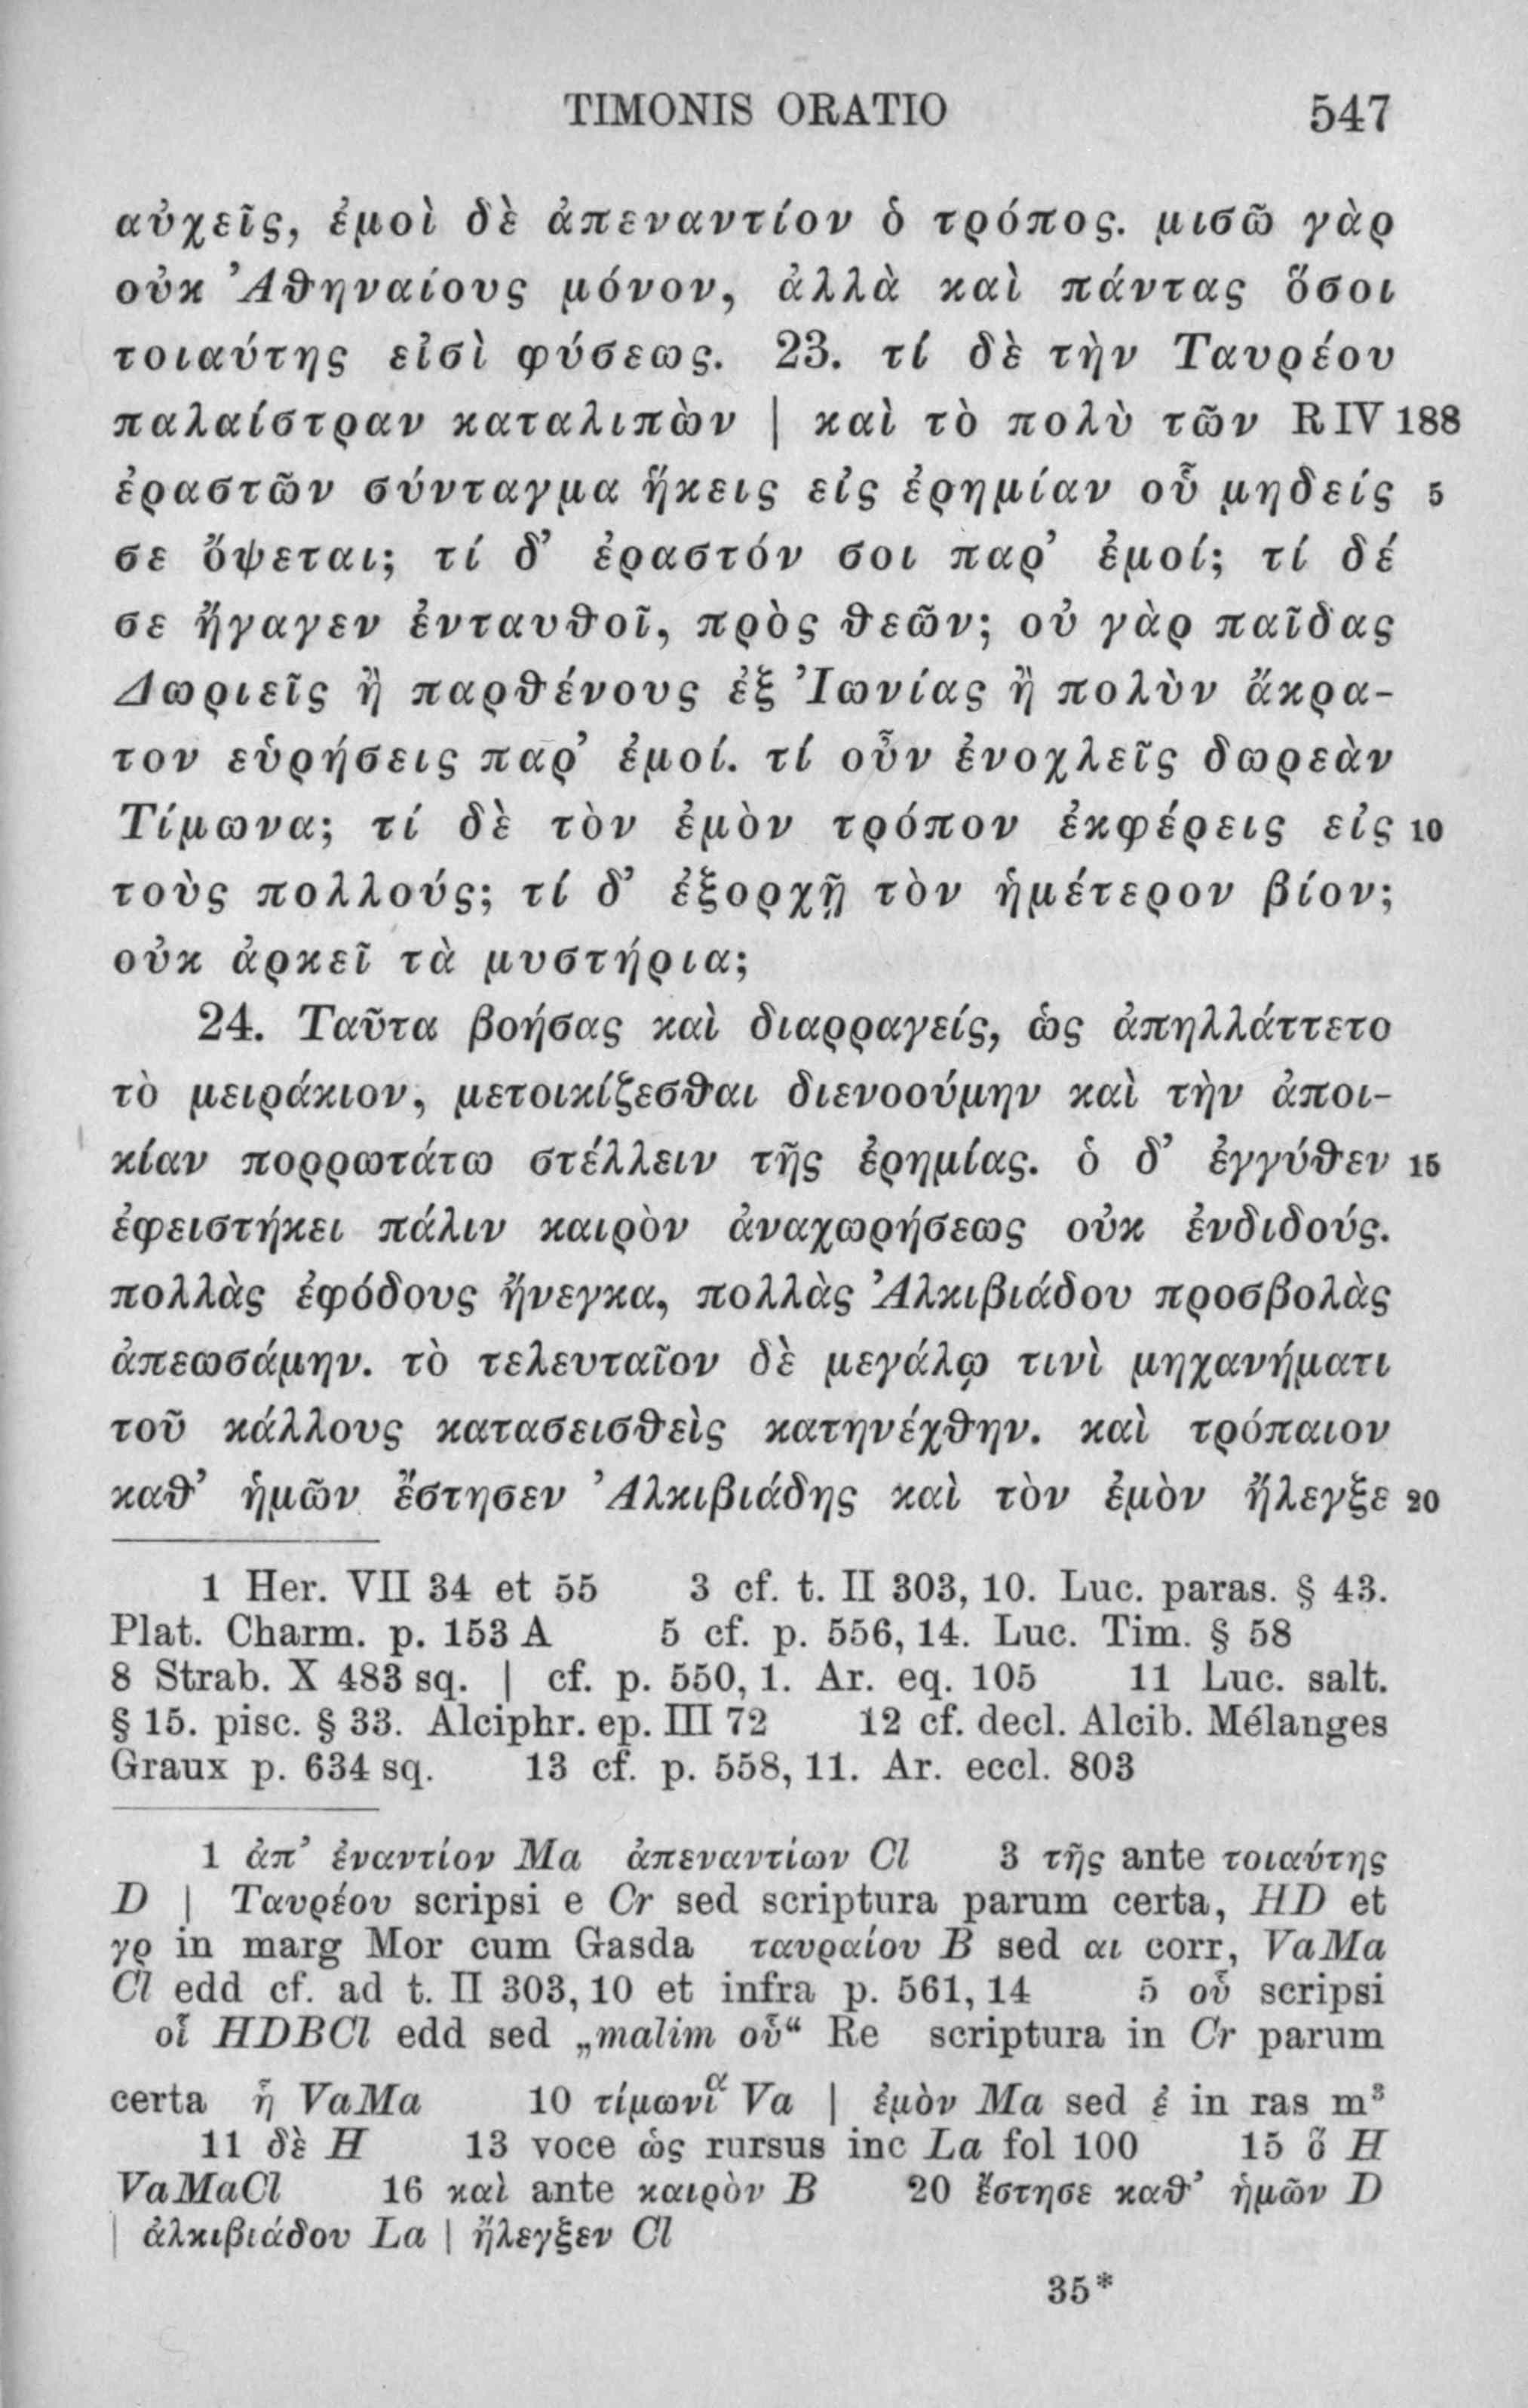 TIMONIS ORATIO 547
αὐχεῖς, ἐμοὶ δὲ ἀπεναντίον ὁ τρόπος. μισῶ γὰρ
οὐκ Ἀθηναίους μόνον, ἀλλὰ καὶ πάντας ὅσοι
τοιαύτης εἰσὶ φύσεως. 23. τί δὲ τὴν Ταυρέου
παλαίστραν καταλιπὼν | καὶ τὸ πολὺ τῶν R IV 188
ἐραστῶν σύνταγμα ἥκεις εἰς ἐρημίαν οὗ μηδείς 5
σε ὄψεται; τί δ’ ἐραστόν σοι παρ’ ἐμοί; τί δέ
σε ἤγαγεν ἐνταυθοῖ, πρὸς θεῶν; οὐ γὰρ παῖδας
Δωριεῖς ἢ παρθένους ἐξ Ἰωνίας ἢ πολὺν ἄκρα-
τον εὑρήσεις παρ’ ἐμοί. τί οὖν ἐνοχλεῖς δωρεὰν
Τίμωνα; τί δὲ τὸν ἐμὸν τρόπον ἐκφέρεις εἰς 10
τοὺς πολλούς; τί δ’ ἐξορχῇ τὸν ἡμέτερον βίον;
οὐκ ἀρκεῖ τὰ μυστήρια;
24. Ταῦτα βοήσας καὶ διαρραγείς, ὡς ἀπηλλάττετο
τὸ μειράκιον, μετοικίζεσθαι διενοούμην καὶ τὴν ἀποι-
κίαν πορρωτάτω στέλλειν τῆς ἐρημίας. ὁ δ’ ἐγγύθεν 15
ἐφειστήκει πάλιν καιρὸν ἀναχωρήσεως οὐκ ἐνδιδούς.
πολλὰς ἐφόδους ἤνεγκα, πολλὰς Ἀλκιβιάδου προσβολὰς
ἀπεωσάμην. τὸ τελευταῖον δὲ μεγάλῳ τινὶ μηχανήματι
τοῦ κάλλους κατασεισθεὶς κατηνέχθην. καὶ τρόπαιον
καθ’ ἡμῶν ἔστησεν Ἀλκιβιάδης καὶ τὸν ἐμὸν ἤλεγξε 20
1 Her. VII 34 et 55 3 cf. t. II 303, 10. Luc. paras. § 43.
Plat. Charm. p. 153 A 5 cf. p. 556, 14. Luc. Tim. § 58
8 Strab. X 483 sq. | cf. p. 550, 1. Ar. eq. 105 11 Luc. salt.
§ 15. pisc. § 33. Alciphr. ep. III 72 12 cf. decl. Alcib. Mélanges
Graux p. 634 sq. 13 cf. p. 558, 11. Ar. eccl. 803
1 ἀπ’ ἐναντίον Ma ἀπεναντίων Cl 3 τῆς ante τοιαύτης
D | Ταυρέου scripsi e Cr sed scriptura parum certa, HD et
γρ in marg Mor cum Gasda ταυραίου B sed αι corr, VaMa
Cl edd cf. ad t. II 303, 10 et infra p. 561, 14 5 οὗ scripsi
οἷ HDBCl edd sed „malim οὗ“ Re scriptura in Cr parum
certa ᾗ VaMa 10 τίμωνῖα Va | ἐμὸν Ma sed ἐ in ras m³
11 δὲ H 13 voce ὡς rursus inc La fol 100 15 ὃ H
VaMaCl 16 καὶ ante καιρὸν B 20 ἔστησε καθ’ ἡμῶν D
| ἀλκιβιάδου La | ἤλεγξεν Cl
35*